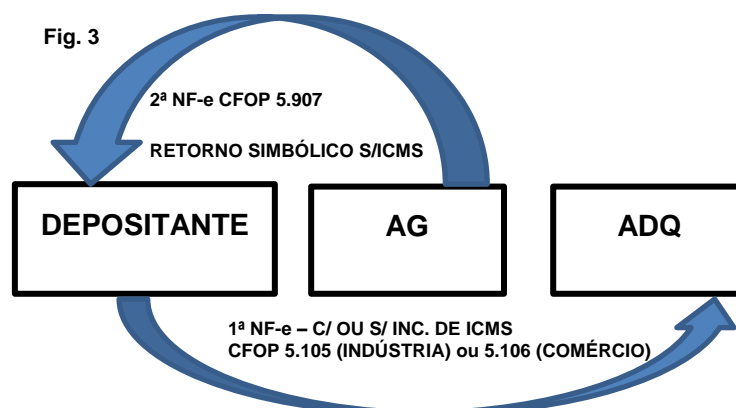 Fig. 3
2ª NF-e CFOP 5.907
RETORNO SIMBÓLICO S/ICMS
DEPOSITANTE
AG
ADQ
1ª NF-e – C/ OU S/ INC. DE ICMS
CFOP 5.105 (INDÚSTRIA) ou 5.106 (COMÉRCIO)